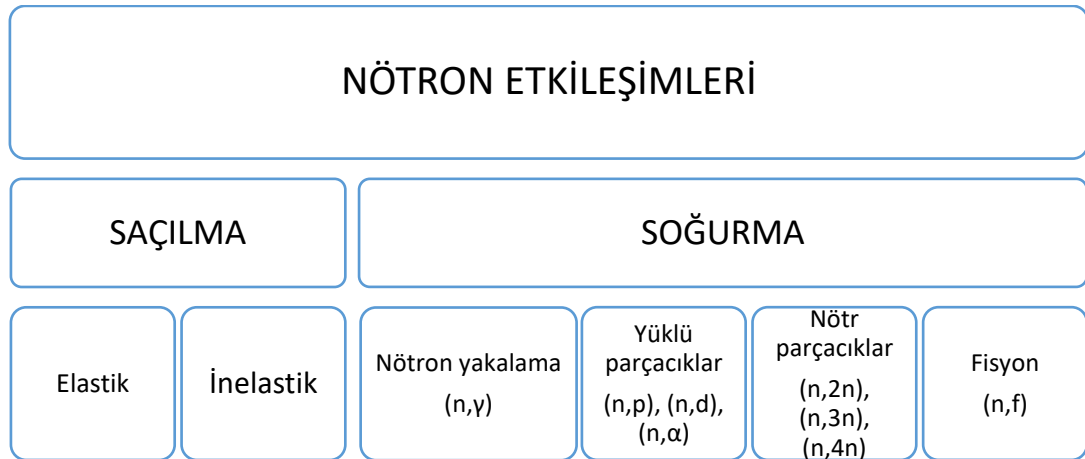 NÖTRON ETKİLEŞİMLERİ
SAÇILMA
SOĞURMA
Elastik
İnelastik
Nötron yakalama
(n,γ)
Yüklü
parçacıklar
(n,p), (n,d),
(n,α)
Nötr
parçacıklar
(n,2n),
(n,3n),
(n,4n)
Fisyon
(n,f)